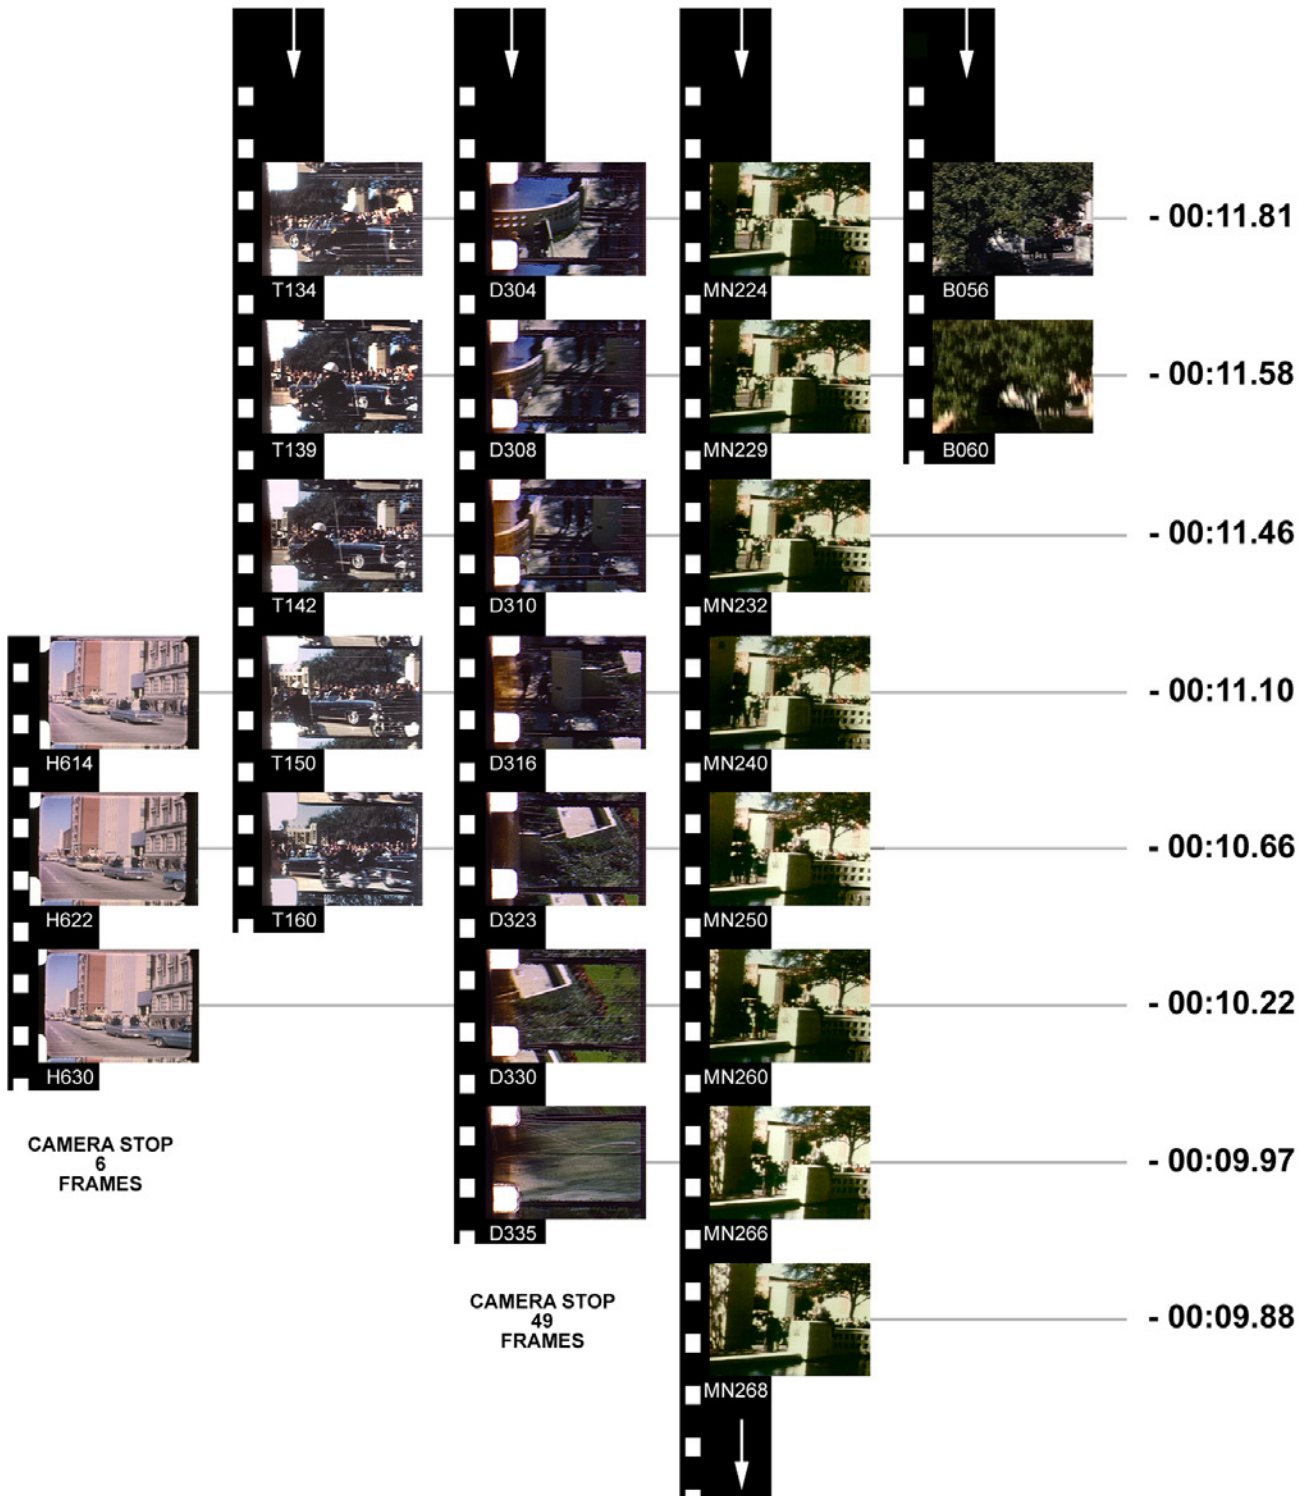 T134 D304 MN224 B056 - 00:11.81
T139 D308 MN229 B060 - 00:11.58
T142 D310 MN232 - 00:11.46
H614 T150 D316 MN240 - 00:11.10
H622 T160 D323 MN250 - 00:10.66
H630 D330 MN260 - 00:10.22
CAMERA STOP
6
FRAMES
D335 MN266 - 00:09.97
CAMERA STOP
49
FRAMES
MN268 - 00:09.88